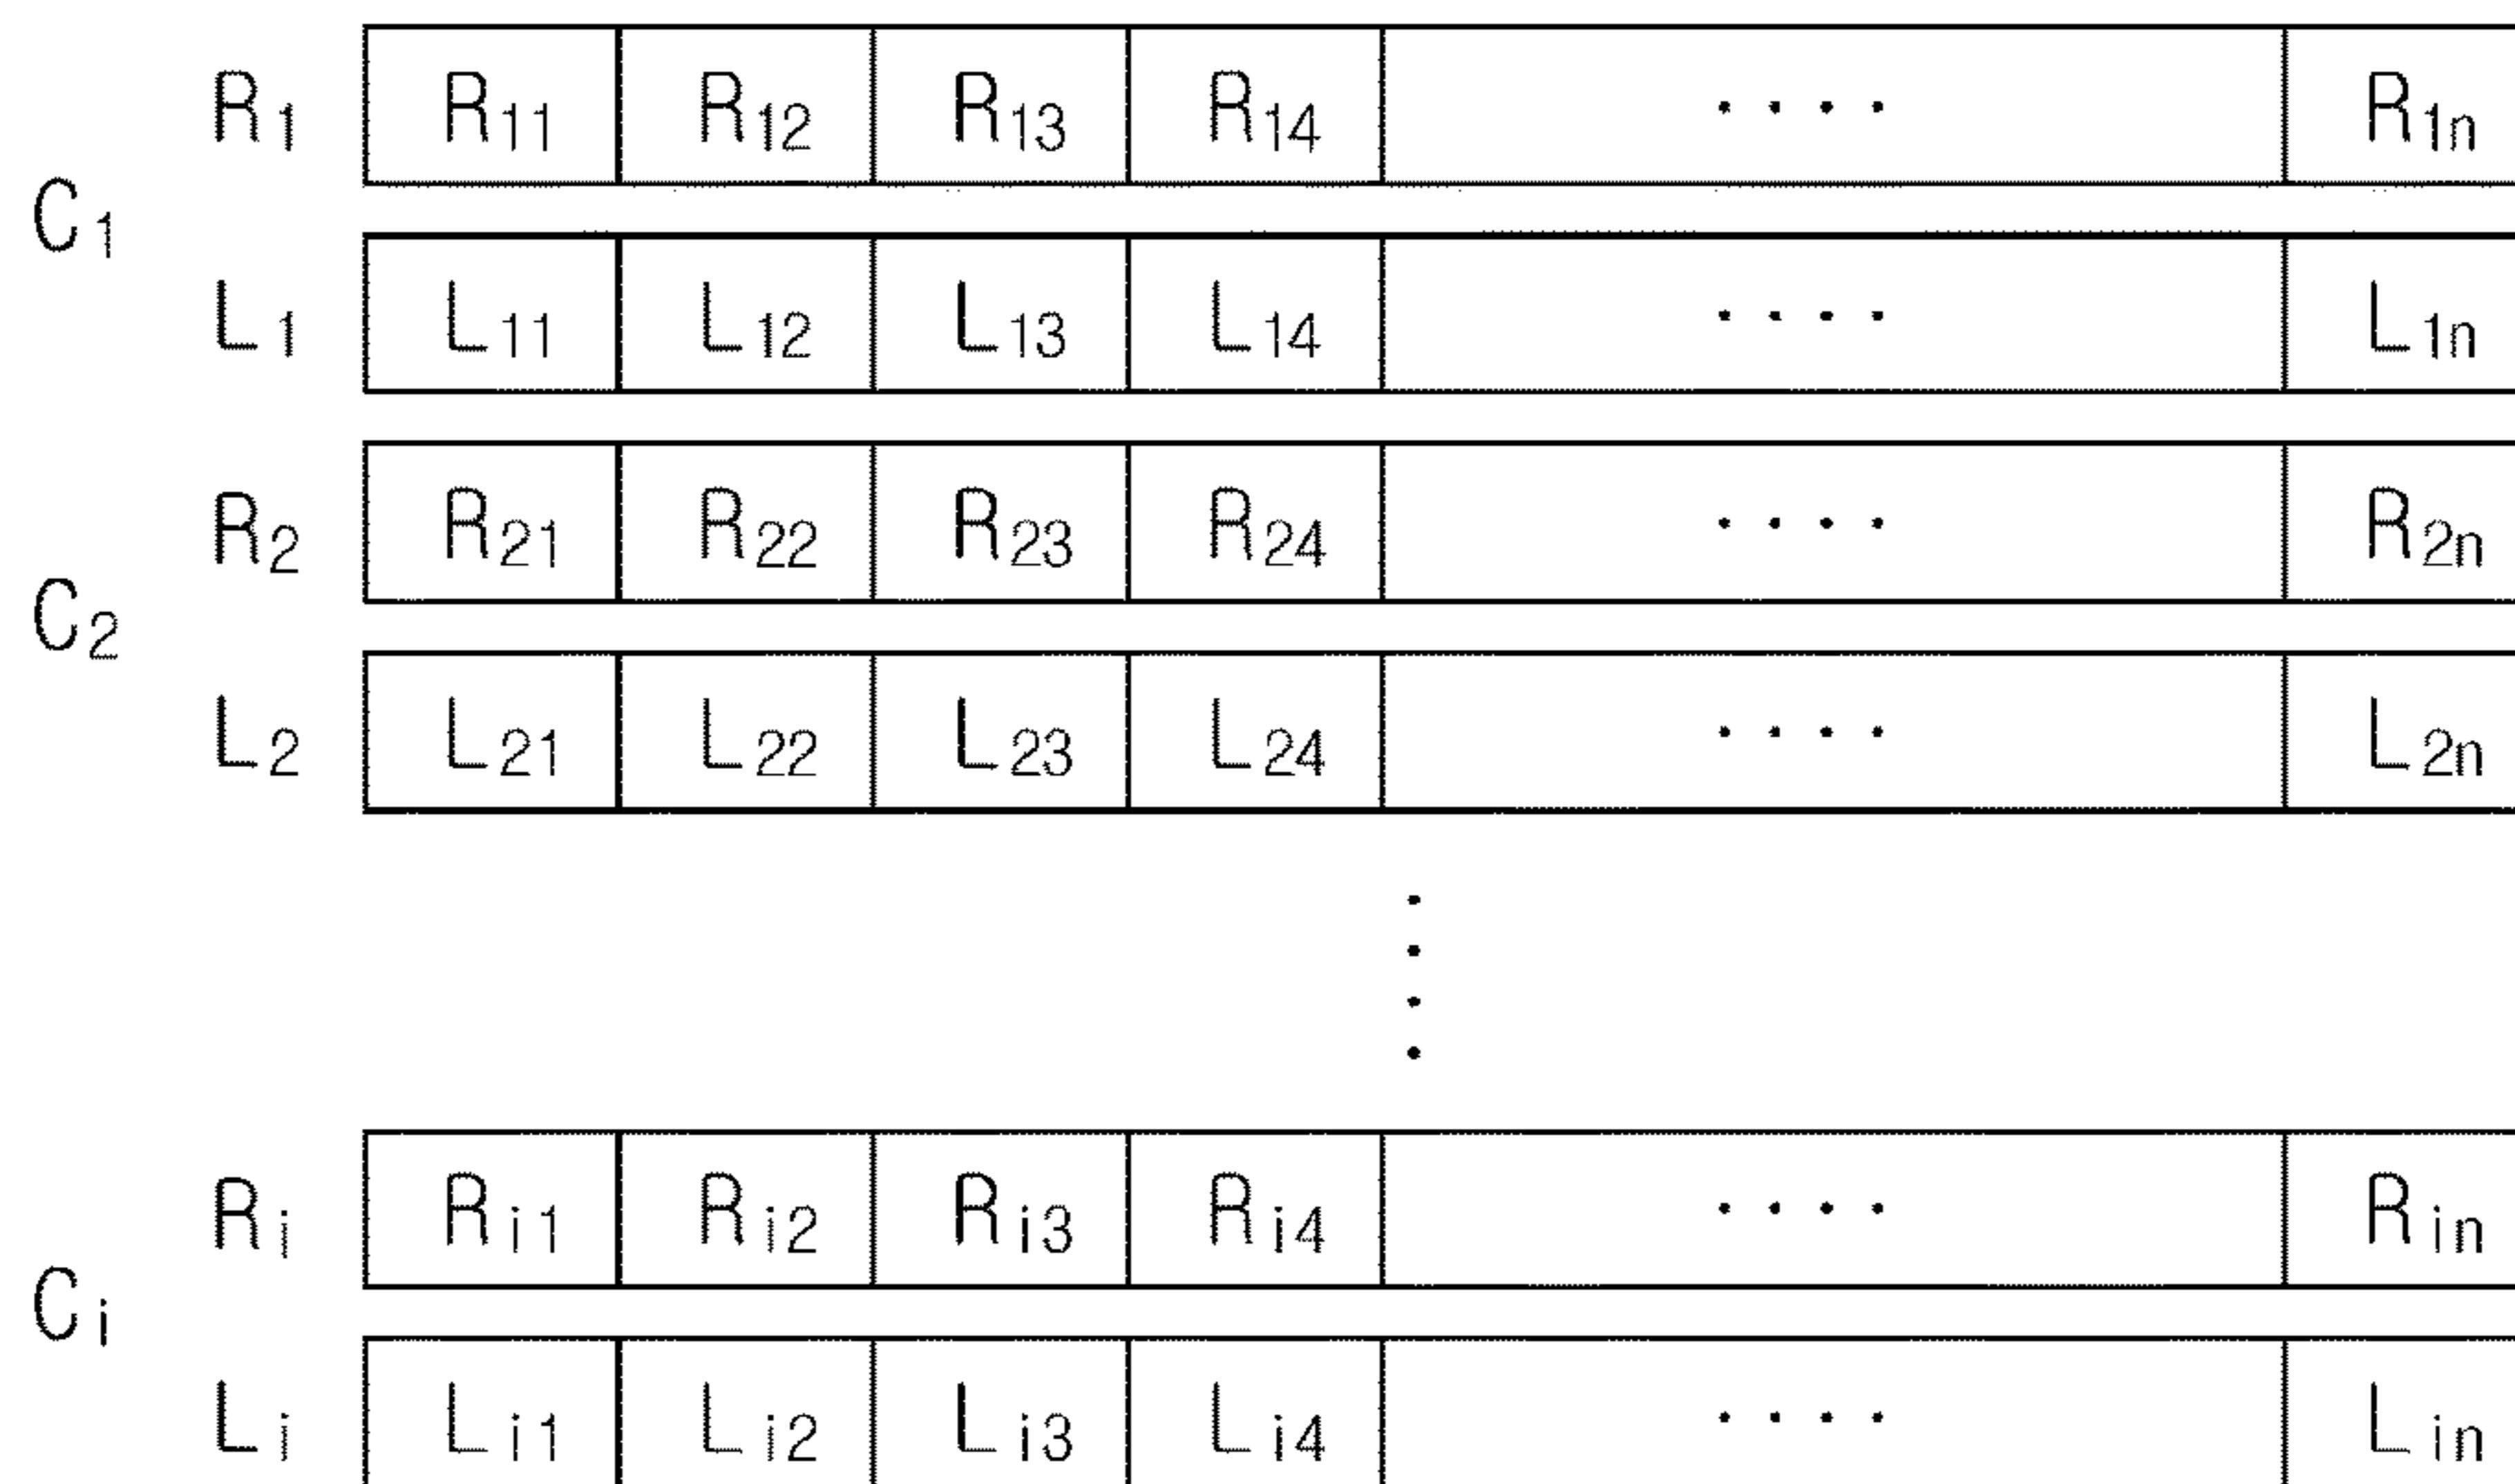 R₁ R₁₁ R₁₂ R₁₃ R₁₄ ···· R₁ₙ
C₁
L₁ L₁₁ L₁₂ L₁₃ L₁₄ ···· L₁ₙ
R₂ R₂₁ R₂₂ R₂₃ R₂₄ ···· R₂ₙ
C₂
L₂ L₂₁ L₂₂ L₂₃ L₂₄ ···· L₂ₙ
Rᵢ Rᵢ₁ Rᵢ₂ Rᵢ₃ Rᵢ₄ ···· Rᵢₙ
Cᵢ
Lᵢ Lᵢ₁ Lᵢ₂ Lᵢ₃ Lᵢ₄ ···· Lᵢₙ